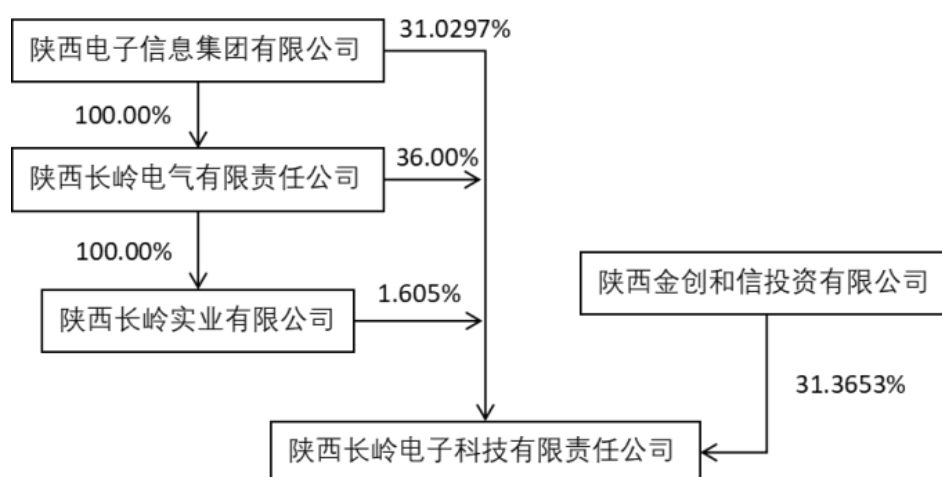 陕西电子信息集团有限公司
31.0297%
100.00%
陕西长岭电气有限责任公司
36.00%
100.00%
陕西长岭实业有限公司
1.605%
陕西金创和信投资有限公司
31.3653%
陕西长岭电子科技有限责任公司